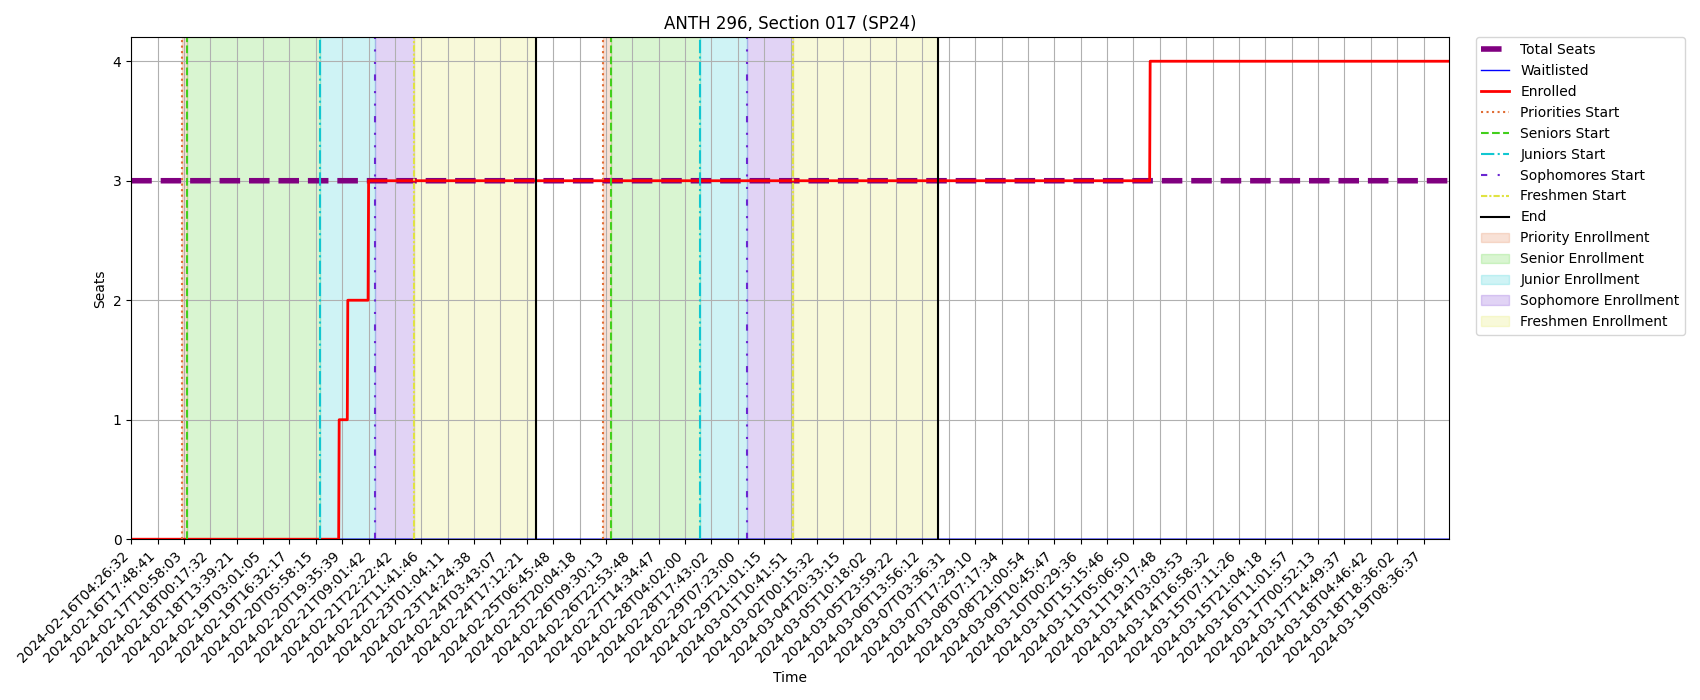 ANTH 296, Section 017 (SP24)
Seats
4
3
2
1
0
2024-02-16T04:26:32
2024-02-16T17:48:41
2024-02-17T10:58:03
2024-02-18T00:17:32
2024-02-18T13:39:21
2024-02-19T03:01:05
2024-02-19T16:32:17
2024-02-20T05:58:15
2024-02-20T19:35:39
2024-02-21T09:01:42
2024-02-21T22:22:42
2024-02-22T11:41:46
2024-02-23T01:04:11
2024-02-23T14:24:38
2024-02-24T03:43:07
2024-02-24T17:12:21
2024-02-25T06:45:48
2024-02-25T20:04:18
2024-02-26T09:30:13
2024-02-26T22:53:48
2024-02-27T14:34:47
2024-02-28T04:02:00
2024-02-28T17:43:02
2024-02-29T07:23:00
2024-02-29T21:01:15
2024-03-01T10:41:51
2024-03-02T00:15:32
2024-03-04T20:33:15
2024-03-05T10:18:02
2024-03-05T23:59:22
2024-03-06T13:56:12
2024-03-07T03:36:31
2024-03-07T17:29:10
2024-03-08T07:17:34
2024-03-08T21:00:54
2024-03-09T10:45:47
2024-03-10T00:29:36
2024-03-10T15:15:46
2024-03-11T05:06:50
2024-03-11T19:17:48
2024-03-14T03:03:53
2024-03-14T16:58:32
2024-03-15T07:11:26
2024-03-15T21:04:18
2024-03-16T11:01:57
2024-03-17T00:52:13
2024-03-17T14:49:37
2024-03-18T04:46:42
2024-03-18T18:36:02
2024-03-19T08:36:37
Time
Total Seats
Waitlisted
Enrolled
Priorities Start
Seniors Start
Juniors Start
Sophomores Start
Freshmen Start
End
Priority Enrollment
Senior Enrollment
Junior Enrollment
Sophomore Enrollment
Freshmen Enrollment